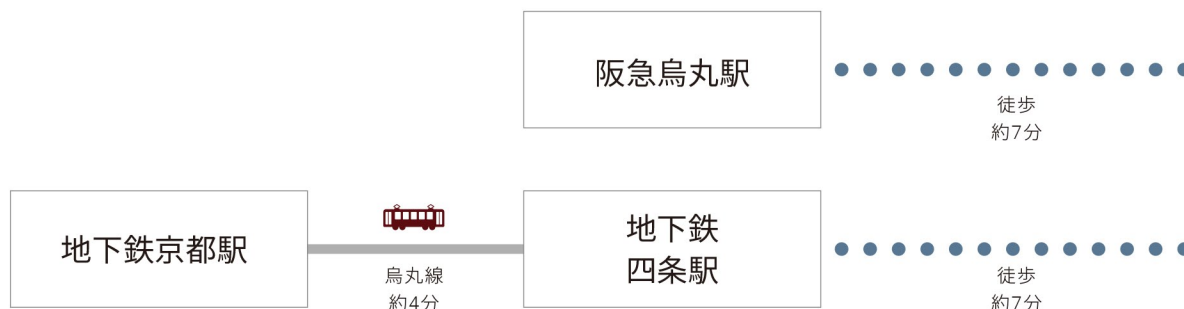 阪急烏丸駅
徒歩
約7分
地下鉄京都駅
烏丸線
約4分
地下鉄
四条駅
徒歩
約7分